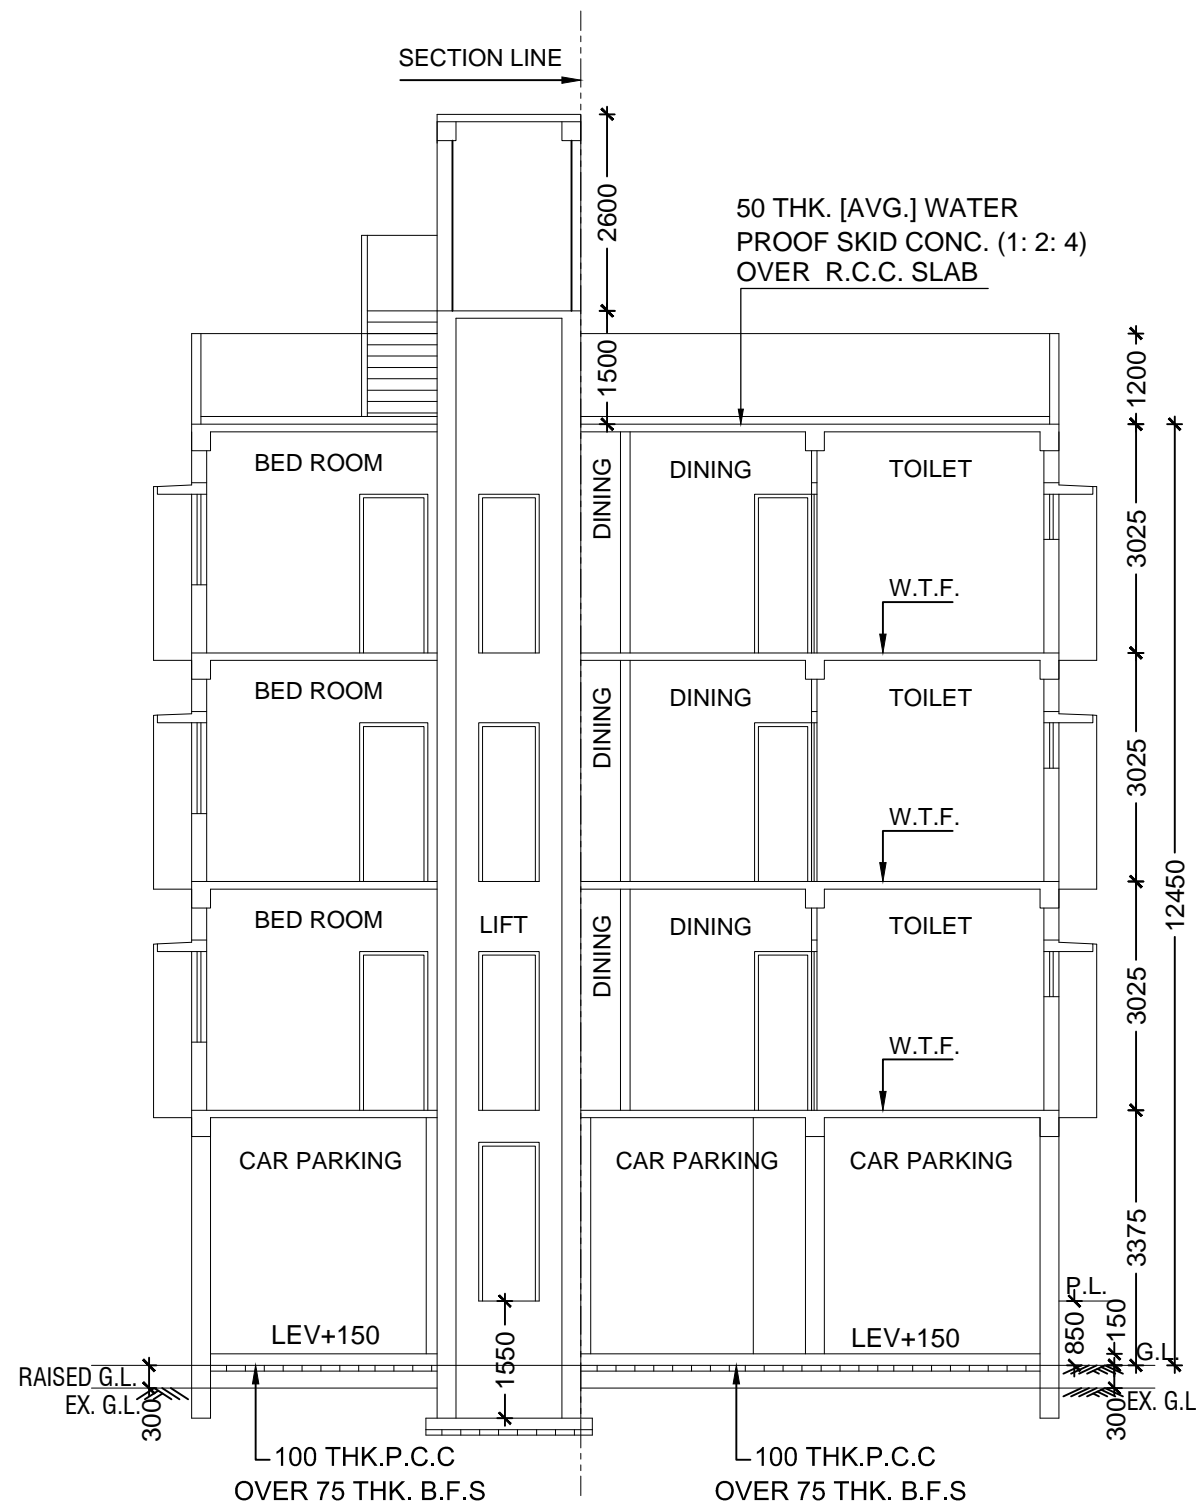 SECTION LINE
2600
50 THK. [AVG.] WATER
PROOF SKID CONC. (1: 2: 4)
OVER R.C.C. SLAB
1500
1200
BED ROOM
DINING
DINING
TOILET
3025
W.T.F.
BED ROOM
DINING
DINING
TOILET
3025
W.T.F.
12450
BED ROOM
LIFT
DINING
DINING
TOILET
3025
W.T.F.
CAR PARKING
CAR PARKING
CAR PARKING
3375
P.L.
LEV+150
1550
LEV+150
850
150
G.L.
RAISED G.L.
EX. G.L.
300
300
EX. G.L
100 THK.P.C.C
OVER 75 THK. B.F.S
100 THK.P.C.C
OVER 75 THK. B.F.S